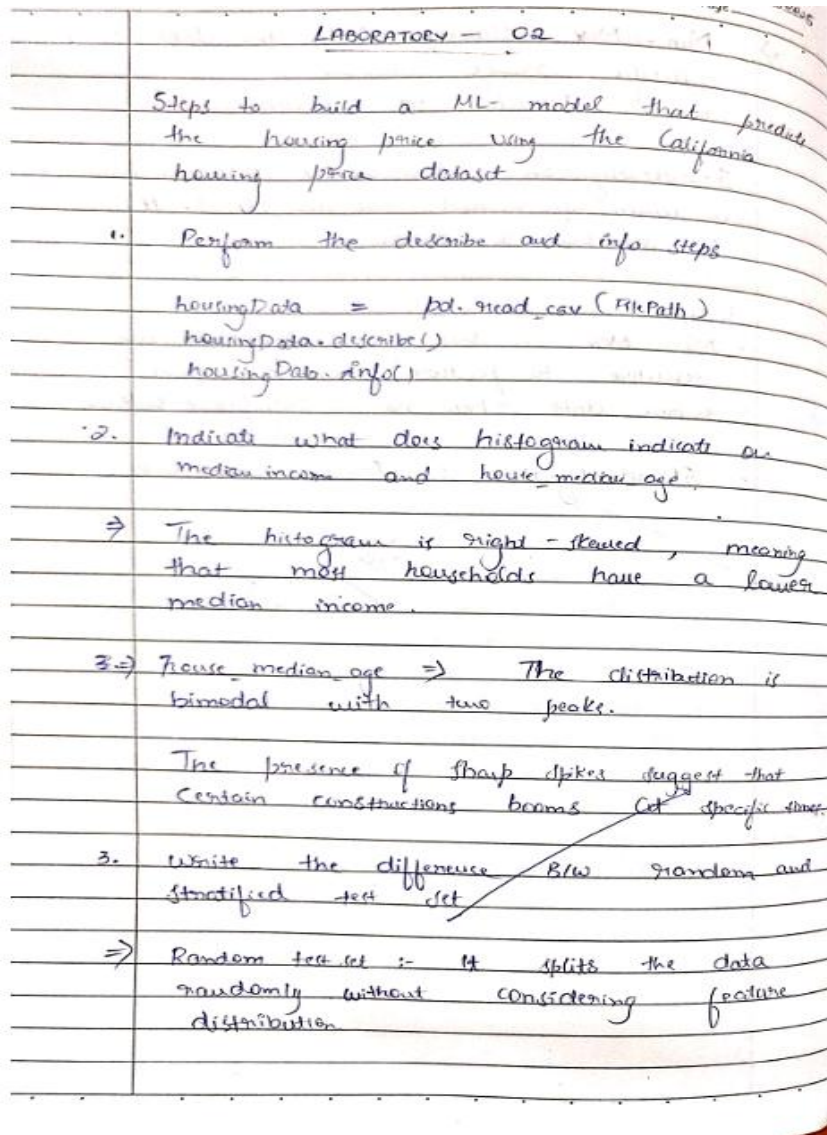 LABORATORY - 02
Steps to build a ML- model that
the housing price using the California
housing price dataset
1. Perform the describe and info steps
housingData = pd.read_csv (FilePath)
housingData.describe()
housingData.info()
2. Indicate what does histogram indicate on
median income and house_median age.
⇒ The histogram is right-skewed, meaning
that most households have a lower
median income.
3⇒ house_median_age ⇒ The distribution is
bimodal with two peaks.
The presence of sharp spikes suggest that
Certain constructions booms at specific times.
3. Write the difference B/W random and
stratified test set
⇒ Random test set :- It splits the data
randomly without considering feature
distribution